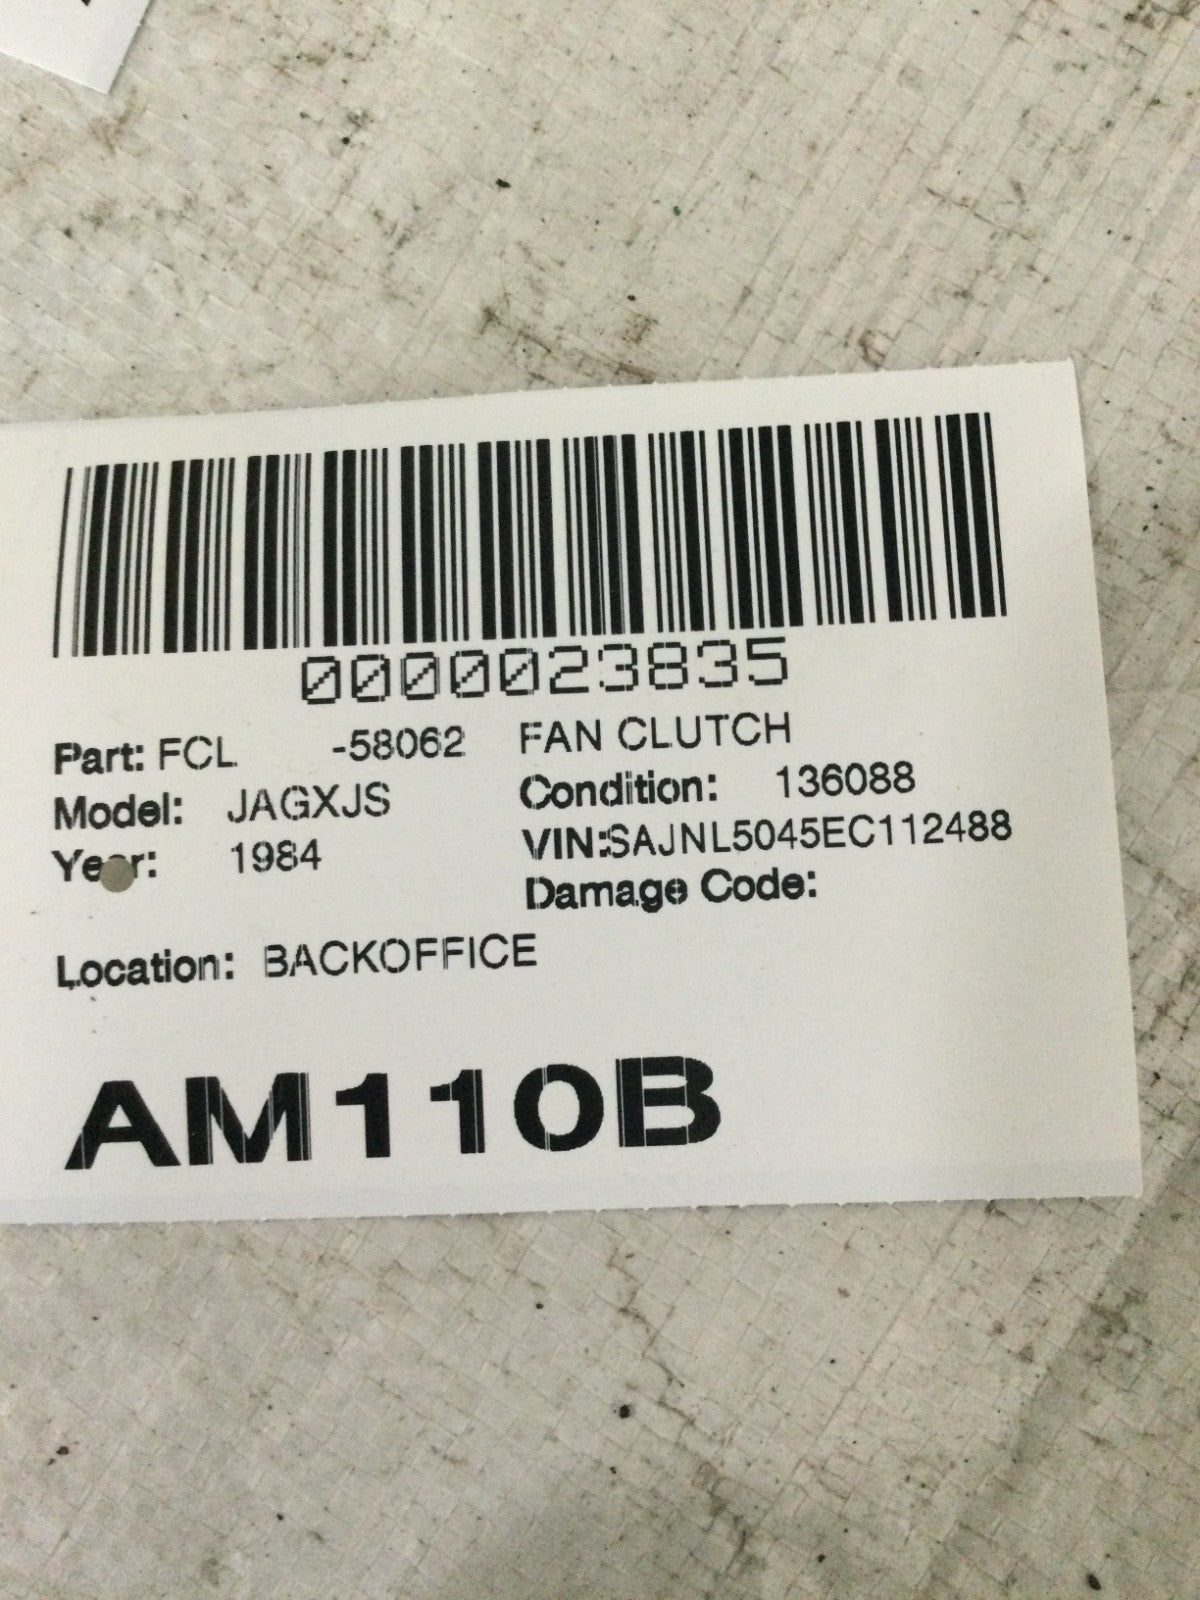 0000023835
Part: FCL -58062 FAN CLUTCH
Model: JAGXJS Condition: 136088
Year: 1984 VIN:SAJNL5045EC112488
Damage Code:
Location: BACKOFFICE
AM110B